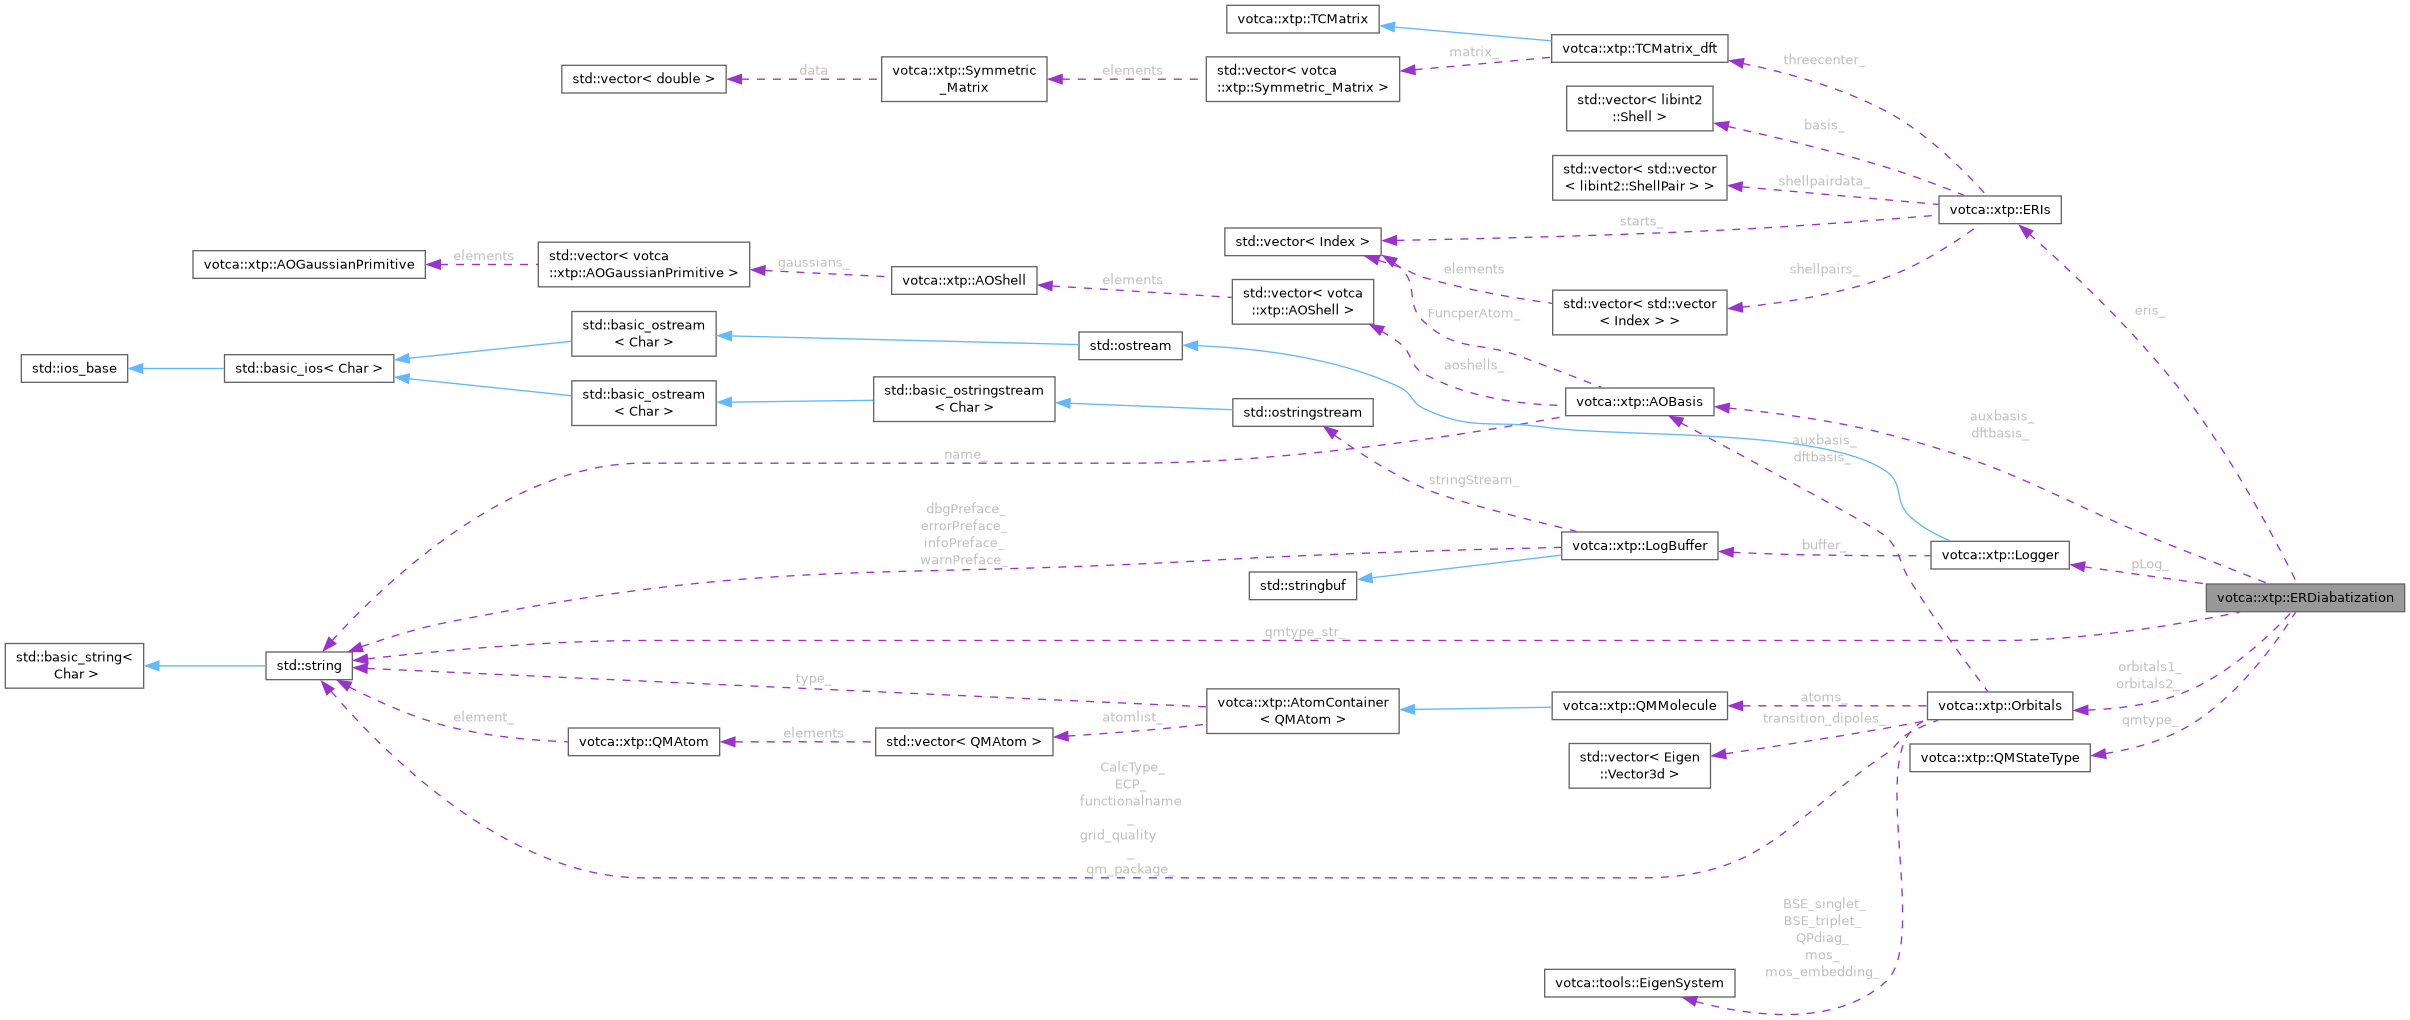 votca::xtp::TCMatrix
votca::xtp::TCMatrix_dft
matrix_
threecenter_
std::vector< double >
data
votca::xtp::Symmetric
_Matrix
elements
std::vector< votca
::xtp::Symmetric_Matrix >
std::vector< libint2
::Shell >
basis_
std::vector< std::vector
< libint2::ShellPair > >
shellpairdata_
votca::xtp::ERIs
starts_
std::vector< Index >
votca::xtp::AOGaussianPrimitive
elements
std::vector< votca
::xtp::AOGaussianPrimitive >
gaussians_
votca::xtp::AOShell
elements
std::vector< votca
::xtp::AOShell >
elements
shellpairs_
std::vector< std::vector
< Index > >
FuncperAtom_
eris_
std::ios_base
std::basic_ios< Char >
std::basic_ostream
< Char >
std::ostream
std::basic_ostream
< Char >
std::basic_ostringstream
< Char >
std::ostringstream
aoshells_
votca::xtp::AOBasis
auxbasis_
dftbasis_
auxbasis_
dftbasis_
name_
stringStream_
dbgPreface_
errorPreface_
infoPreface_
warnPreface_
votca::xtp::LogBuffer
buffer_
votca::xtp::Logger
pLog_
std::stringbuf
votca::xtp::ERDiabatization
qmtype_str_
std::basic_string<
Char >
std::string
type_
element_
votca::xtp::QMAtom
elements
std::vector< QMAtom >
atomlist_
votca::xtp::AtomContainer
< QMAtom >
votca::xtp::QMMolecule
atoms_
transition_dipoles_
votca::xtp::Orbitals
orbitals1_
orbitals2_
qmtype_
std::vector< Eigen
::Vector3d >
votca::xtp::QMStateType
CalcType_
ECP_
functionalname
_
grid_quality
_
qm_package_
BSE_singlet_
BSE_triplet_
QPdiag_
mos_
mos_embedding_
votca::tools::EigenSystem